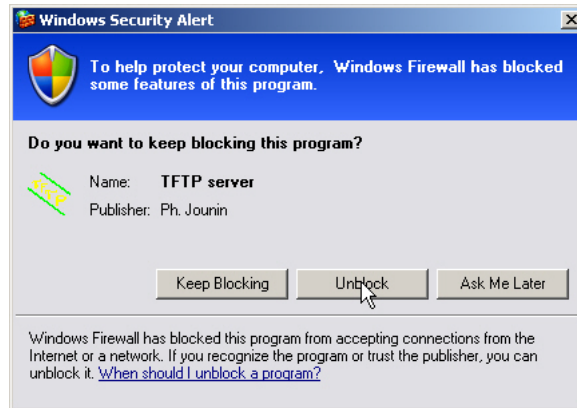 Windows Security Alert
To help protect your computer, Windows Firewall has blocked
some features of this program.
Do you want to keep blocking this program?
TFTP
Name: TFTP server
Publisher: Ph. Jounin
Keep Blocking Unblock Ask Me Later
Windows Firewall has blocked this program from accepting connections from the
Internet or a network. If you recognize the program or trust the publisher, you can
unblock it. When should I unblock a program?